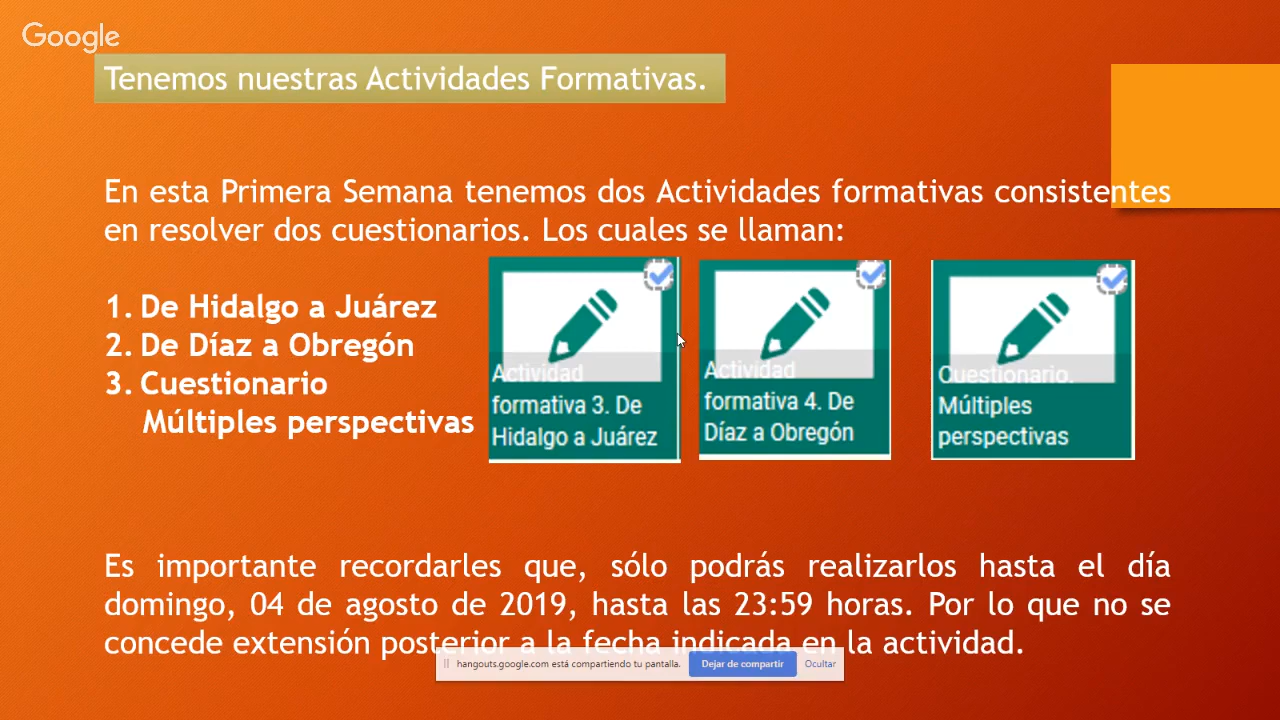 Google
Tenemos nuestras Actividades Formativas.
En esta Primera Semana tenemos dos Actividades formativas consistentes
en resolver dos cuestionarios. Los cuales se llaman:
1. De Hidalgo a Juárez
2. De Díaz a Obregón
3. Cuestionario
Múltiples perspectivas
Actividad
formativa 3. De
Hidalgo a Juárez
Actividad
formativa 4. De
Díaz a Obregón
Cuestionario.
Múltiples
perspectivas
Es importante recordarles que, sólo podrás realizarlos hasta el día
domingo, 04 de agosto de 2019, hasta las 23:59 horas. Por lo que no se
concede extensión posterior a la fecha indicada en la actividad.
hangouts.google.com está compartiendo tu pantalla. Dejar de compartir Ocultar